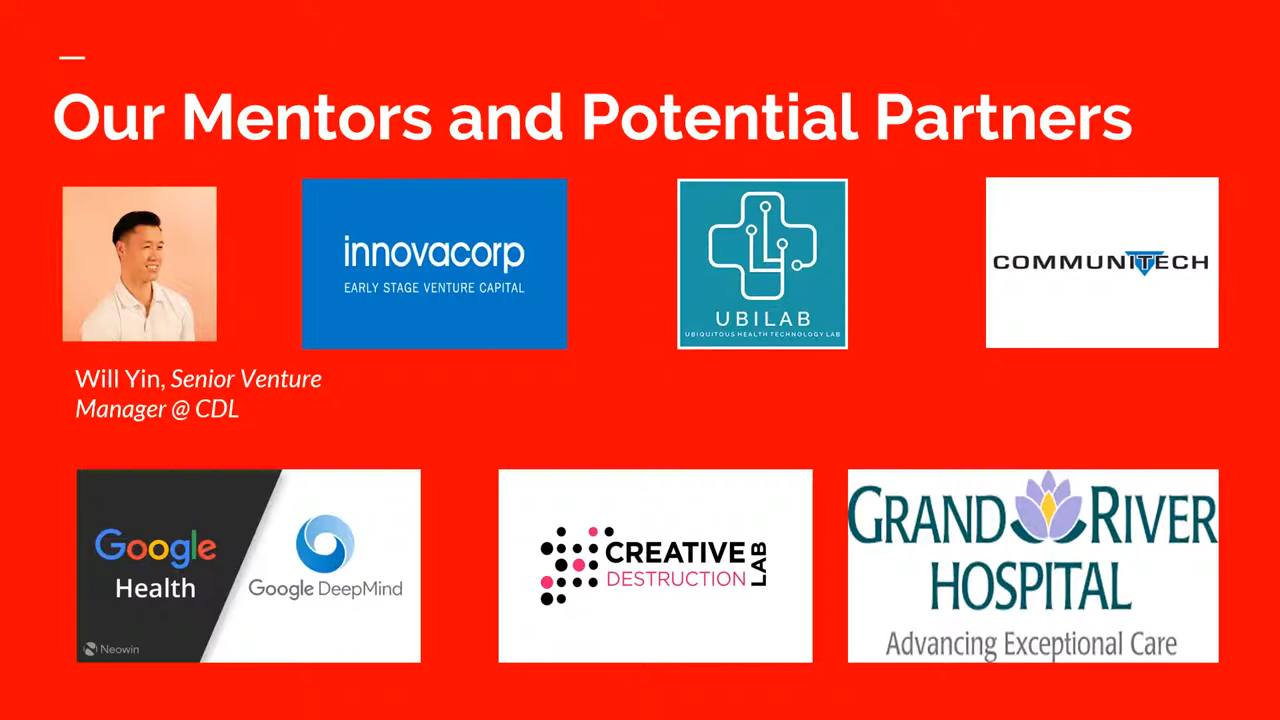 Our Mentors and Potential Partners
innovacorp
EARLY STAGE VENTURE CAPITAL
UBILAB
UBIQUITOUS HEALTH TECHNOLOGY LAB
COMMUNITECH
Will Yin, Senior Venture
Manager @ CDL
Google
Health
Google DeepMind
Neowin
CREATIVE
DESTRUCTION
LAB
GRAND RIVER
HOSPITAL
Advancing Exceptional Care